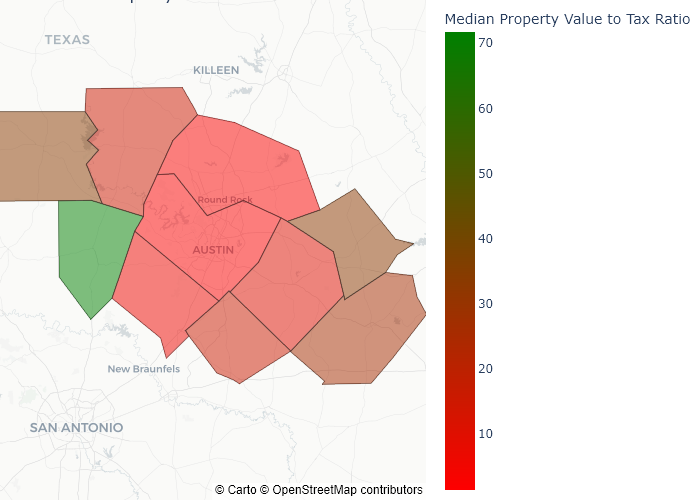 Median Property Value to Tax Ratio
TEXAS
KILLEEN
Round Rock
AUSTIN
New Braunfels
SAN ANTONIO
70
60
50
40
30
20
10
© Carto © OpenStreetMap contributors